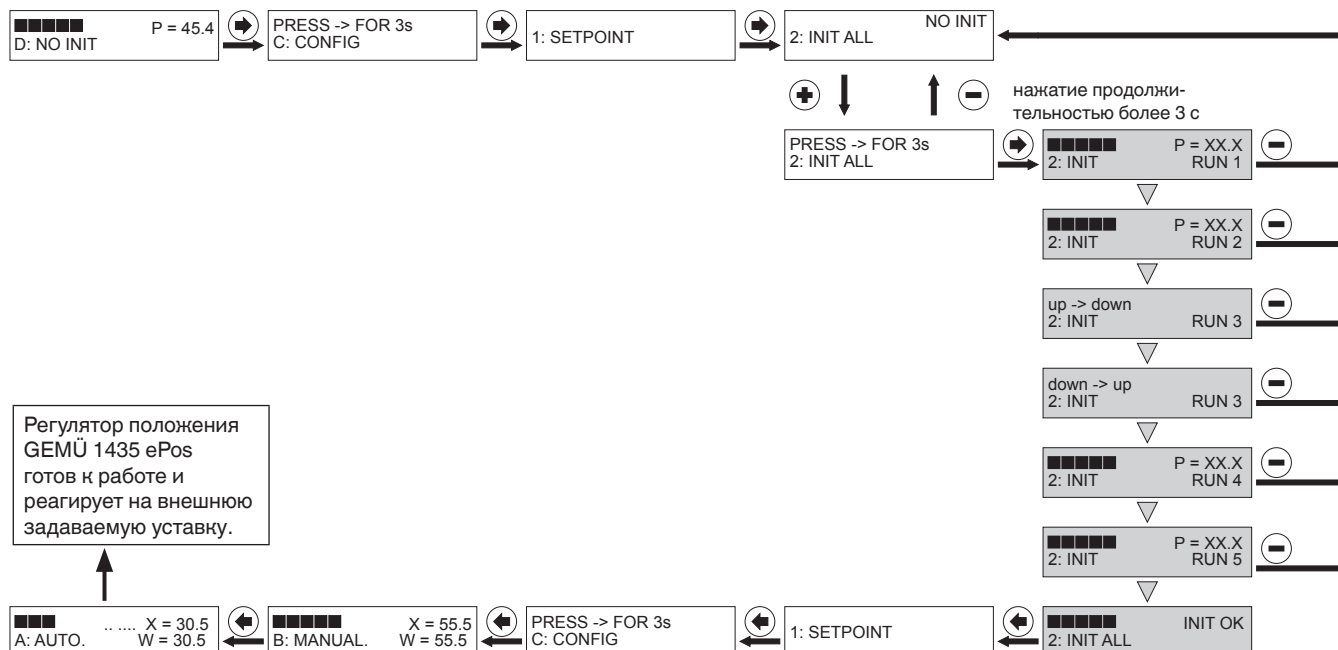 P = 45.4
D: NO INIT
PRESS -> FOR 3s
C: CONFIG
1: SETPOINT
NO INIT
2: INIT ALL
нажатие продолжи-
тельностью более 3 с
PRESS -> FOR 3s
2: INIT ALL
P = XX.X
2: INIT RUN 1
P = XX.X
2: INIT RUN 2
up -> down
2: INIT RUN 3
down -> up
2: INIT RUN 3
P = XX.X
2: INIT RUN 4
P = XX.X
2: INIT RUN 5
INIT OK
2: INIT ALL
1: SETPOINT
PRESS -> FOR 3s
C: CONFIG
X = 55.5
B: MANUAL. W = 55.5
.. .... X = 30.5
A: AUTO. W = 30.5
Регулятор положения
GEMÜ 1435 ePos
готов к работе и
реагирует на внешнюю
задаваемую уставку.